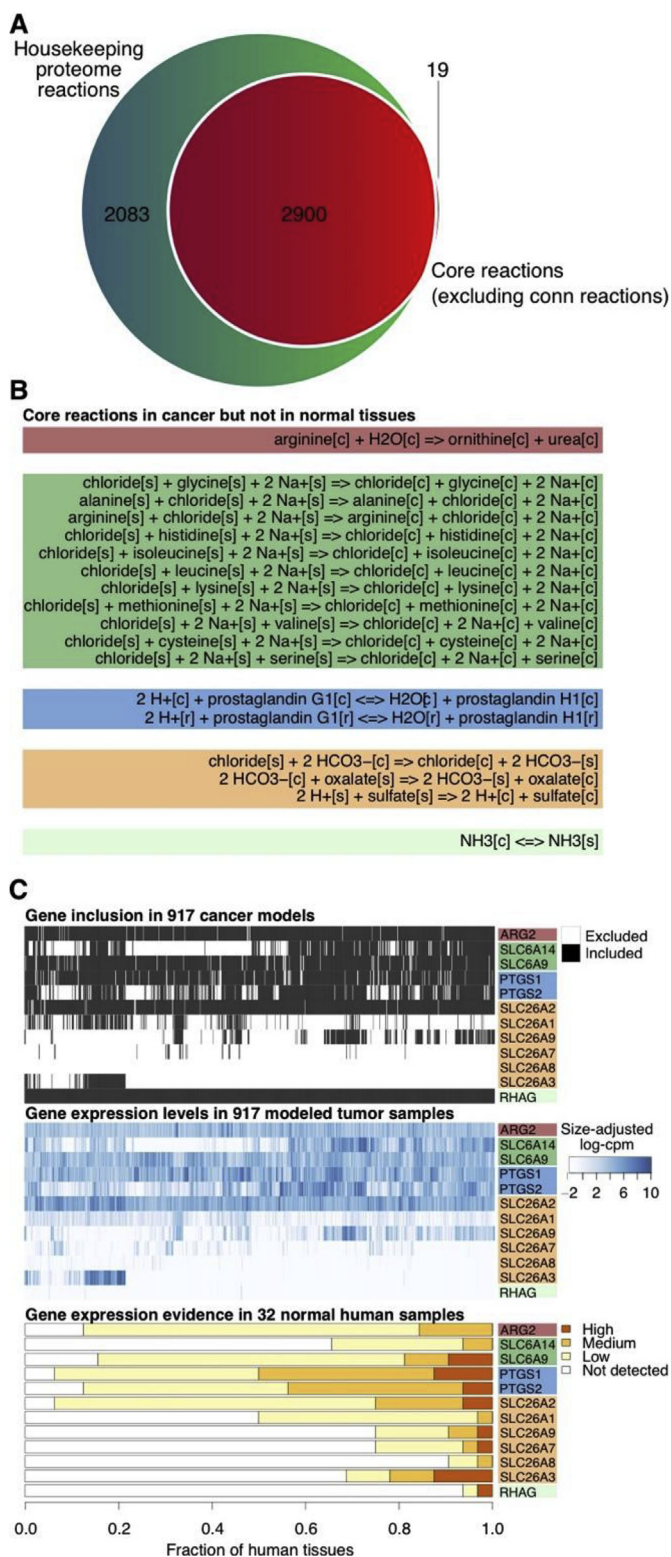 A
Housekeeping
proteome
reactions
19
2083
2900
Core reactions
(excluding conn reactions)
B
Core reactions in cancer but not in normal tissues
arginine[c] + H2O[c] => ornithine[c] + urea[c]
chloride[s] + glycine[s] + 2 Na+[s] => chloride[c] + glycine[c] + 2 Na+[c]
alanine[s] + chloride[s] + 2 Na+[s] => alanine[c] + chloride[c] + 2 Na+[c]
arginine[s] + chloride[s] + 2 Na+[s] => arginine[c] + chloride[c] + 2 Na+[c]
chloride[s] + histidine[s] + 2 Na+[s] => chloride[c] + histidine[c] + 2 Na+[c]
chloride[s] + isoleucine[s] + 2 Na+[s] => chloride[c] + isoleucine[c] + 2 Na+[c]
chloride[s] + leucine[s] + 2 Na+[s] => chloride[c] + leucine[c] + 2 Na+[c]
chloride[s] + lysine[s] + 2 Na+[s] => chloride[c] + lysine[c] + 2 Na+[c]
chloride[s] + methionine[s] + 2 Na+[s] => chloride[c] + methionine[c] + 2 Na+[c]
chloride[s] + 2 Na+[s] + valine[s] => chloride[c] + 2 Na+[c] + valine[c]
chloride[s] + cysteine[s] + 2 Na+[s] => chloride[c] + cysteine[c] + 2 Na+[c]
chloride[s] + 2 Na+[s] + serine[s] => chloride[c] + 2 Na+[c] + serine[c]
2 H+[c] + prostaglandin G1[c] <=> H2O[c] + prostaglandin H1[c]
2 H+[r] + prostaglandin G1[r] <=> H2O[r] + prostaglandin H1[r]
chloride[s] + 2 HCO3−[c] => chloride[c] + 2 HCO3−[s]
2 HCO3−[c] + oxalate[s] => 2 HCO3−[s] + oxalate[c]
2 H+[s] + sulfate[s] => 2 H+[c] + sulfate[c]
NH3[c] <=> NH3[s]
C
Gene inclusion in 917 cancer models
ARG2
SLC6A14
SLC6A9
PTGS1
PTGS2
SLC26A2
SLC26A1
SLC26A9
SLC26A7
SLC26A8
SLC26A3
RHAG
Excluded
Included
Gene expression levels in 917 modeled tumor samples
ARG2
SLC6A14
SLC6A9
PTGS1
PTGS2
SLC26A2
SLC26A1
SLC26A9
SLC26A7
SLC26A8
SLC26A3
RHAG
Size-adjusted
log-cpm
−2 2 6 10
Gene expression evidence in 32 normal human samples
ARG2
SLC6A14
SLC6A9
PTGS1
PTGS2
SLC26A2
SLC26A1
SLC26A9
SLC26A7
SLC26A8
SLC26A3
RHAG
High
Medium
Low
Not detected
0.0 0.2 0.4 0.6 0.8 1.0
Fraction of human tissues